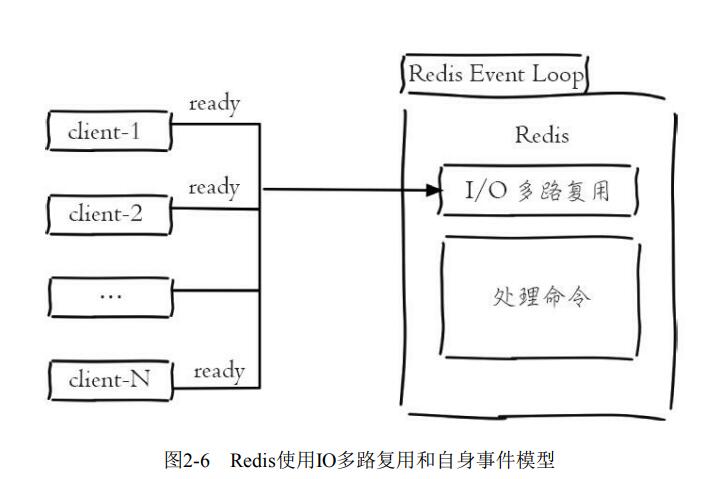 Redis Event Loop
ready
client-1
Redis
ready
I/O 多路复用
client-2
...
处理命令
ready
client-N
图2-6 Redis使用IO多路复用和自身事件模型